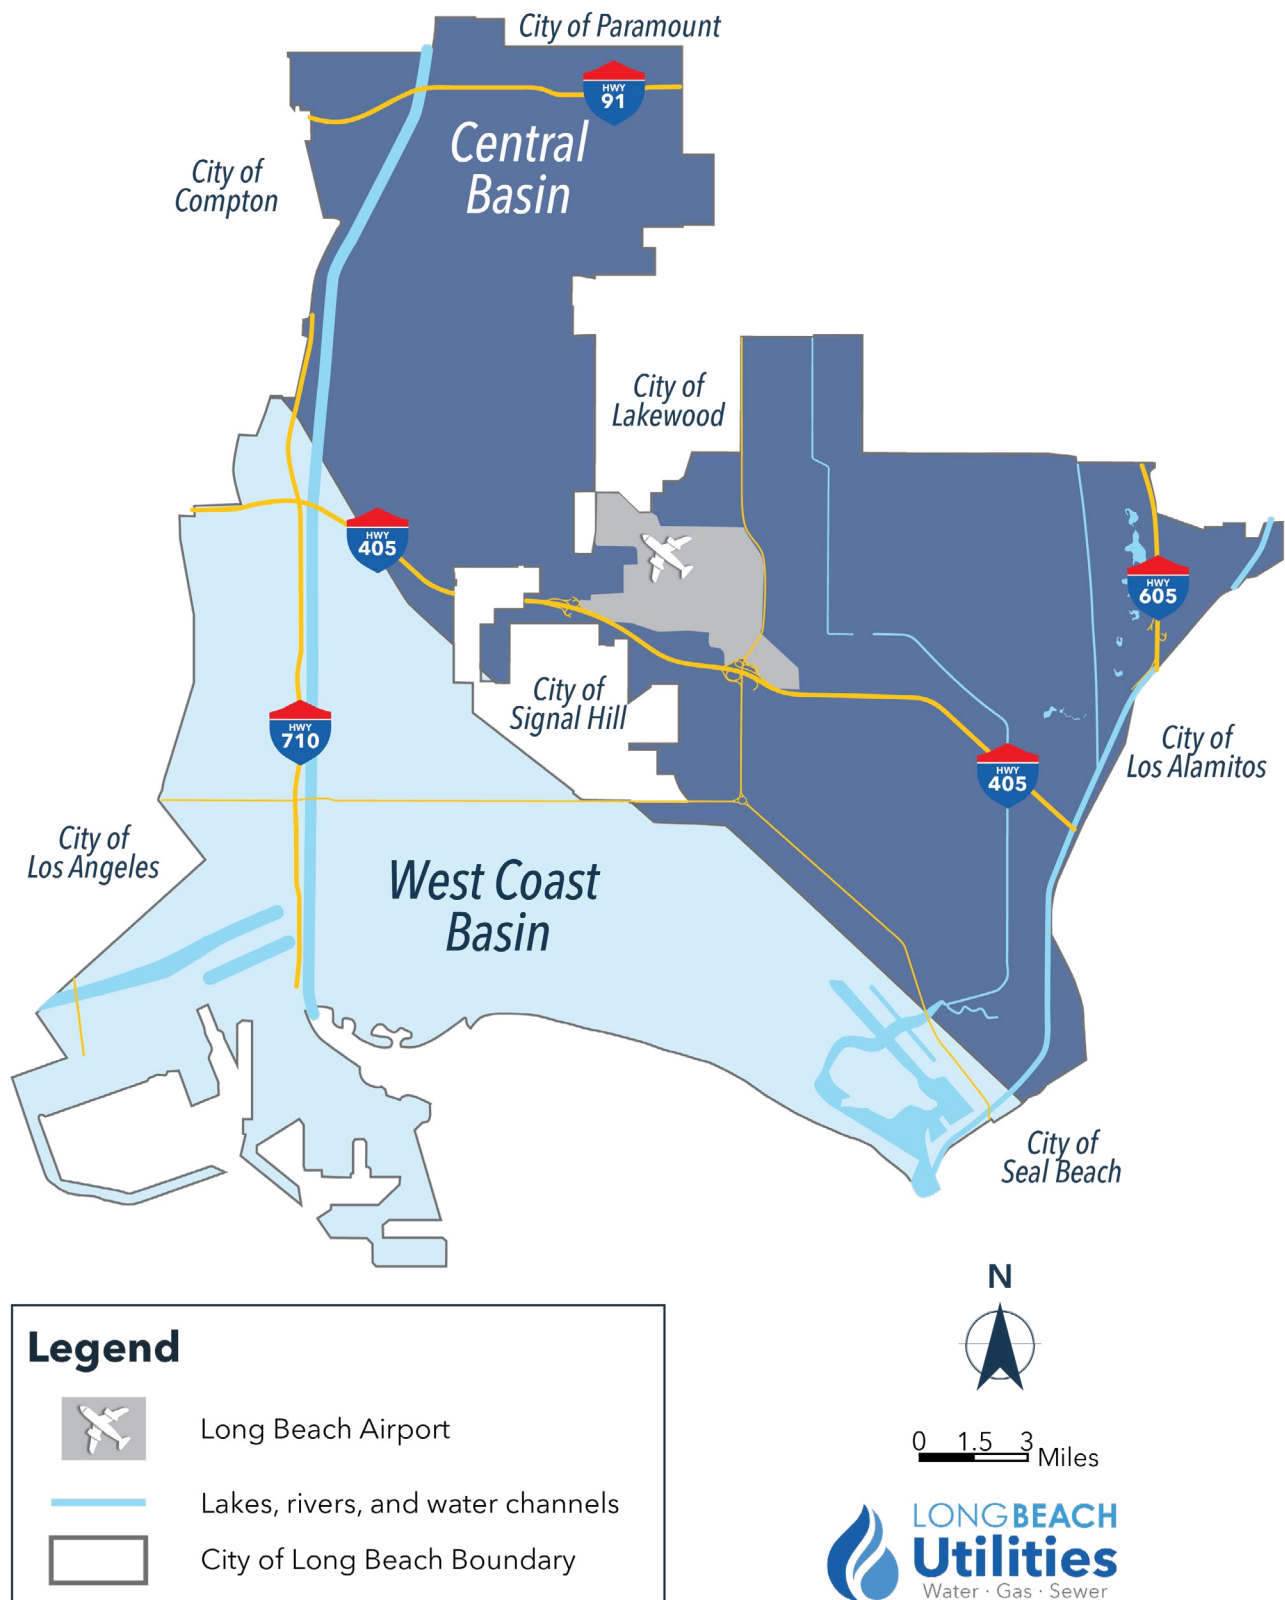 City of Paramount
HWY
91
Central
Basin
City of
Compton
City of
Lakewood
HWY
405
HWY
605
City of
Signal Hill
HWY
710
City of
Los Alamitos
HWY
405
City of
Los Angeles
West Coast
Basin
City of
Seal Beach
N
Legend
Long Beach Airport
0 1.5 3
Miles
Lakes, rivers, and water channels
LONGBEACH
Utilities
City of Long Beach Boundary
Water · Gas · Sewer